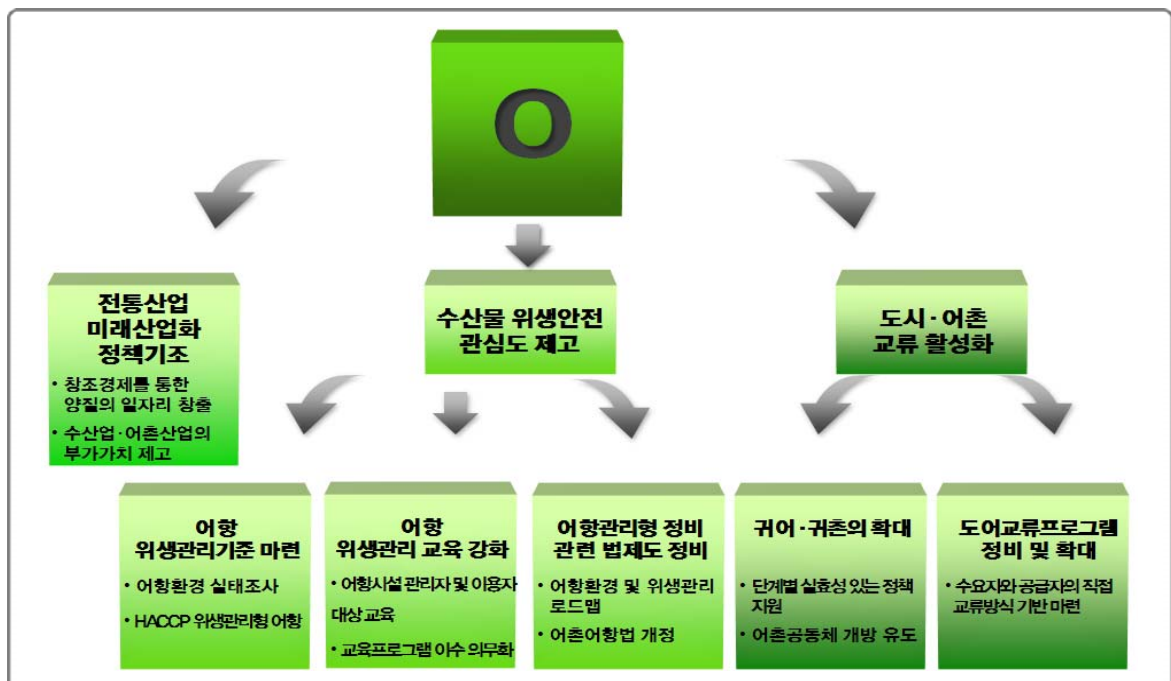 O
전통산업
미래산업화
정책기조
• 창조경제를 통한
양질의 일자리 창출
• 수산업·어촌산업의
부가가치 제고
수산물 위생안전
관심도 제고
도시·어촌
교류 활성화
어항
위생관리기준 마련
• 어항환경 실태조사
• HACCP 위생관리형 어항
어항
위생관리 교육 강화
• 어항시설 관리자 및 이용자
대상 교육
• 교육프로그램 이수 의무화
어항관리형 정비
관련 법제도 정비
• 어항환경 및 위생관리
로드맵
• 어촌어항법 개정
귀어·귀촌의 확대
• 단계별 실효성 있는 정책
지원
• 어촌공동체 개방 유도
도어교류프로그램
정비 및 확대
• 수요자와 공급자의 직접
교류방식 기반 마련